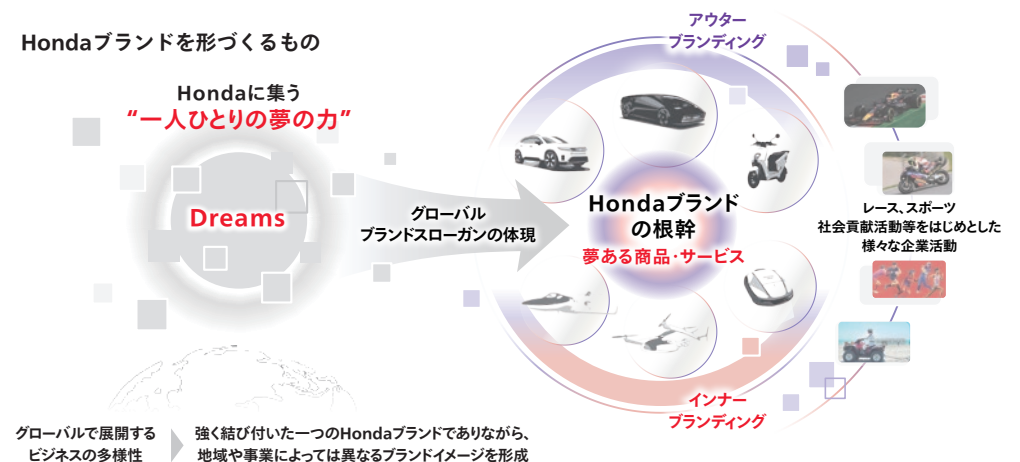 Hondaブランドを形づくるもの
Hondaに集う
“一人ひとりの夢の力”
Dreams
グローバル
ブランドスローガンの体現
アウター
ブランディング
Hondaブランド
の根幹
夢ある商品・サービス
インナー
ブランディング
レース、スポーツ
社会貢献活動等をはじめとした
様々な企業活動
グローバルで展開する
ビジネスの多様性
強く結び付いた一つのHondaブランドでありながら、
地域や事業によっては異なるブランドイメージを形成